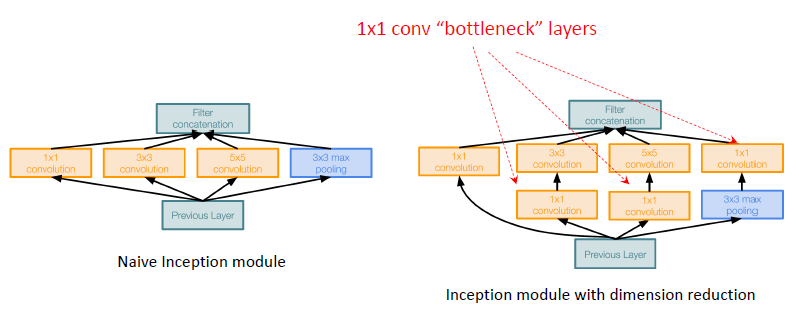 1x1 conv “bottleneck” layers
Filter
concatenation
1x1
convolution
3x3
convolution
5x5
convolution
3x3 max
pooling
Previous Layer
Naive Inception module
Filter
concatenation
1x1
convolution
3x3
convolution
5x5
convolution
1x1
convolution
1x1
convolution
1x1
convolution
3x3 max
pooling
Previous Layer
Inception module with dimension reduction